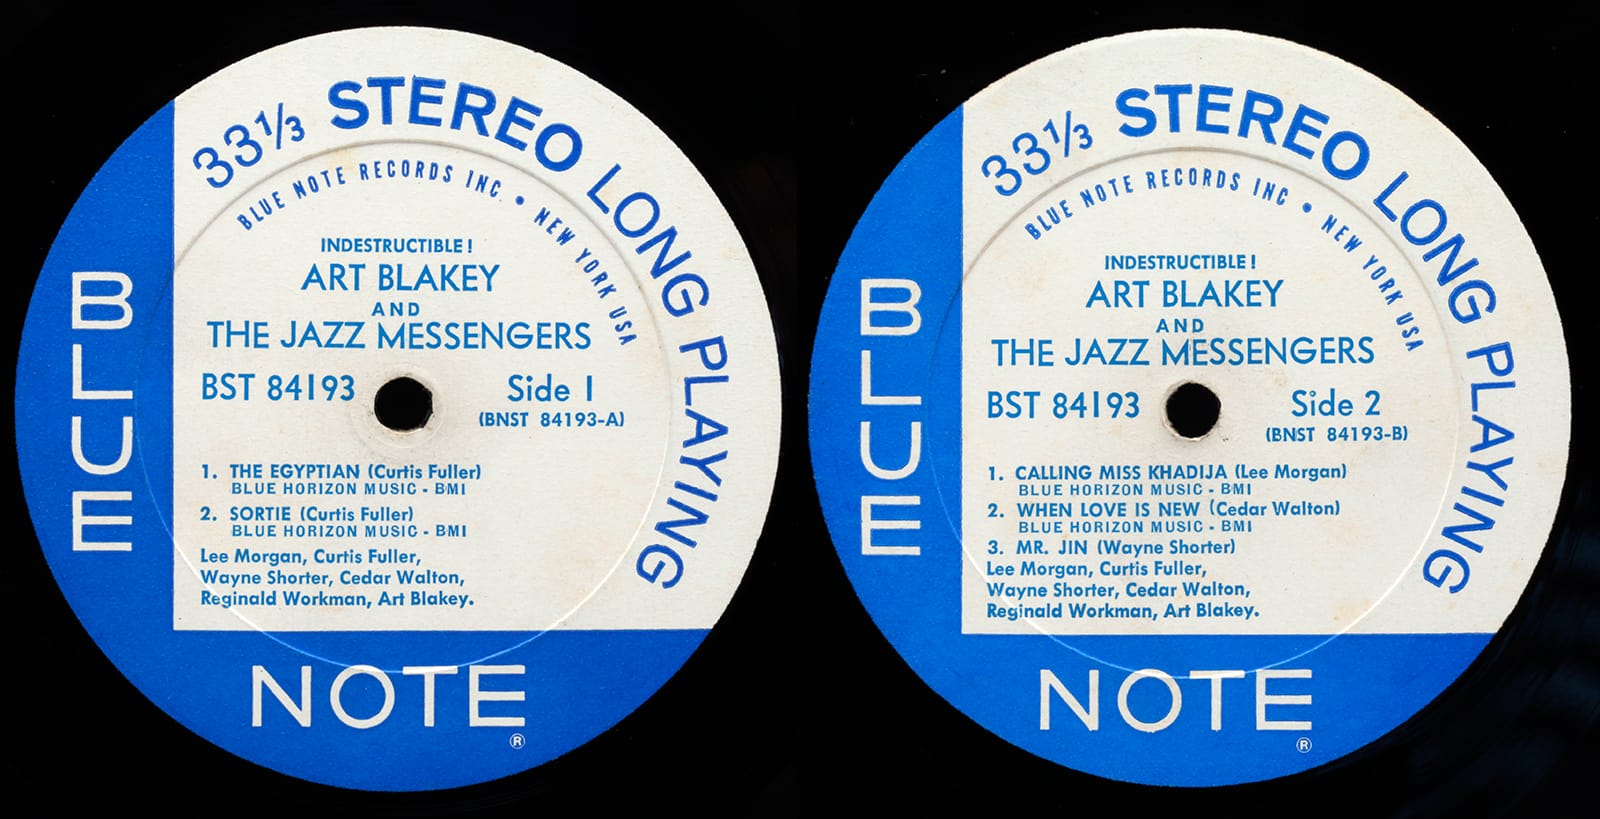 33⅓ STEREO LONG PLAYING
BLUE NOTE RECORDS INC. • NEW YORK USA
INDESTRUCTIBLE!
ART BLAKEY
AND
THE JAZZ MESSENGERS
BST 84193
Side 1
(BNST 84193-A)
1. THE EGYPTIAN (Curtis Fuller)
BLUE HORIZON MUSIC - BMI
2. SORTIE (Curtis Fuller)
BLUE HORIZON MUSIC - BMI
Lee Morgan, Curtis Fuller,
Wayne Shorter, Cedar Walton,
Reginald Workman, Art Blakey.
BLUE
NOTE
®
33⅓ STEREO LONG PLAYING
BLUE NOTE RECORDS INC • NEW YORK USA
INDESTRUCTIBLE!
ART BLAKEY
AND
THE JAZZ MESSENGERS
BST 84193
Side 2
(BNST 84193-B)
1. CALLING MISS KHADIJA (Lee Morgan)
BLUE HORIZON MUSIC - BMI
2. WHEN LOVE IS NEW (Cedar Walton)
BLUE HORIZON MUSIC - BMI
3. MR. JIN (Wayne Shorter)
Lee Morgan, Curtis Fuller,
Wayne Shorter, Cedar Walton,
Reginald Workman, Art Blakey.
BLUE
NOTE
®